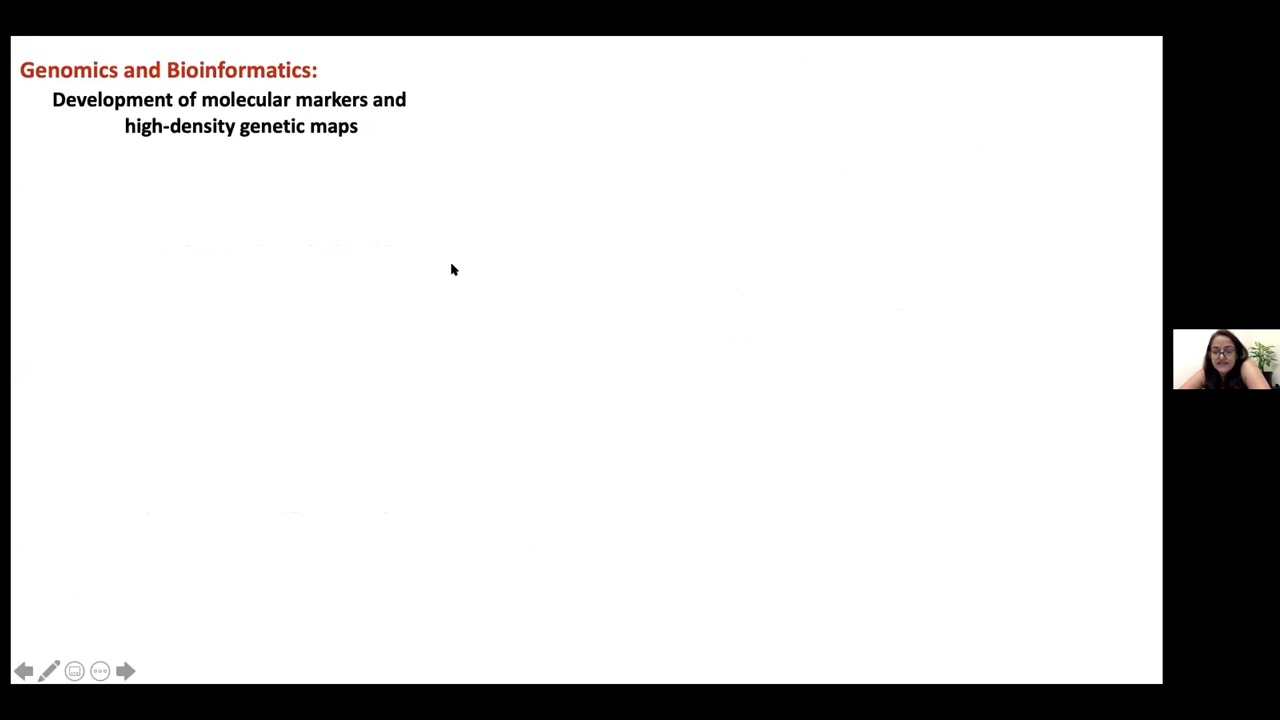 Genomics and Bioinformatics:
Development of molecular markers and
high-density genetic maps